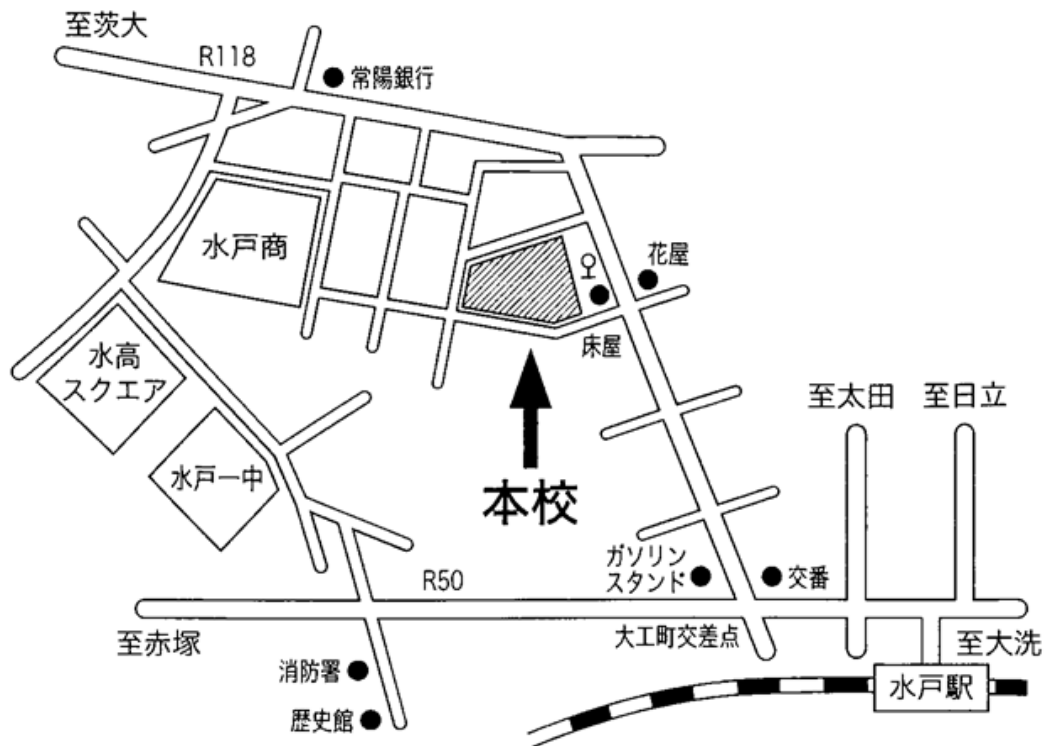 至茨大
R118
常陽銀行
水戸商
花屋
床屋
水高
スクエア
至太田
至日立
水戸一中
本校
ガソリン
スタンド
交番
R50
至赤塚
大工町交差点
至大洗
消防署
水戸駅
歴史館